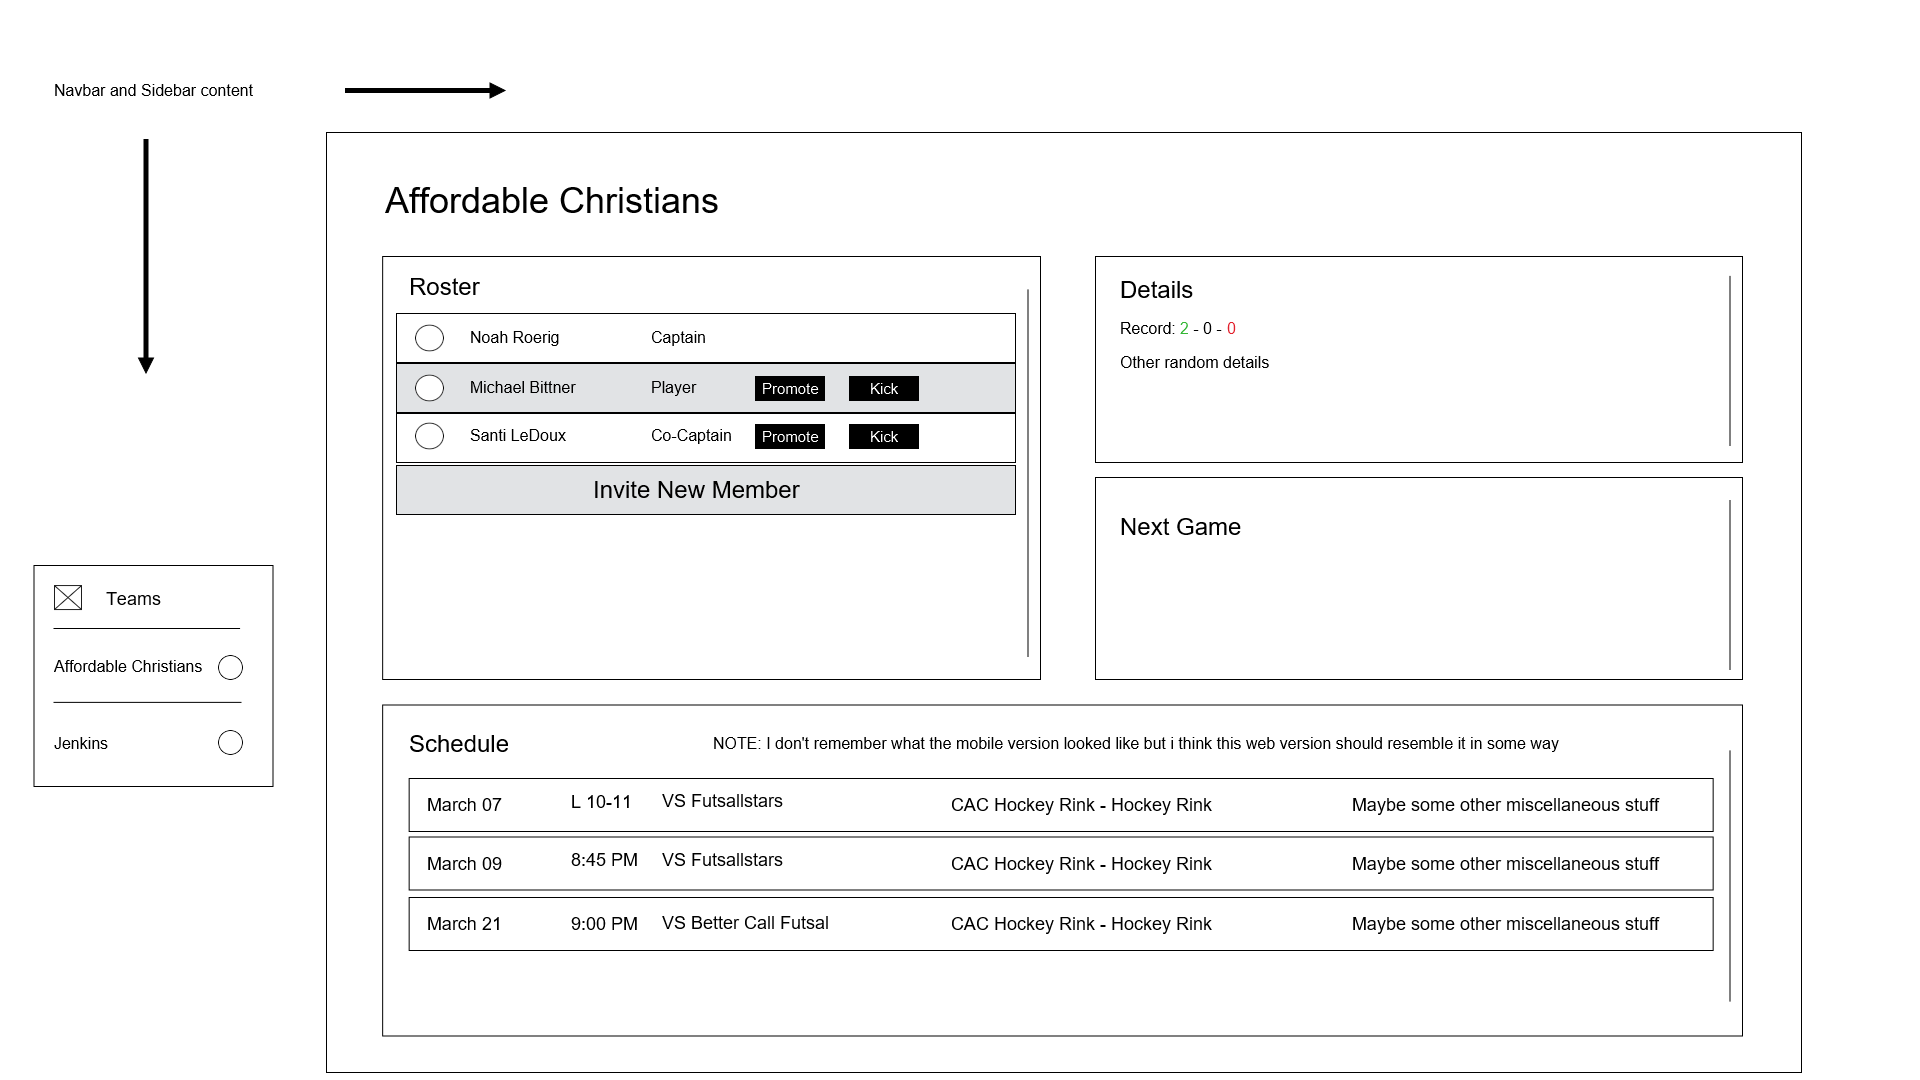 Navbar and Sidebar content
Affordable Christians
Roster
Noah Roerig Captain
Michael Bittner Player Promote Kick
Santi LeDoux Co-Captain Promote Kick
Invite New Member
Details
Record: 2 - 0 - 0
Other random details
Next Game
Teams
Affordable Christians
Jenkins
Schedule NOTE: I don't remember what the mobile version looked like but i think this web version should resemble it in some way
March 07 L 10-11 VS Futsallstars CAC Hockey Rink - Hockey Rink Maybe some other miscellaneous stuff
March 09 8:45 PM VS Futsallstars CAC Hockey Rink - Hockey Rink Maybe some other miscellaneous stuff
March 21 9:00 PM VS Better Call Futsal CAC Hockey Rink - Hockey Rink Maybe some other miscellaneous stuff